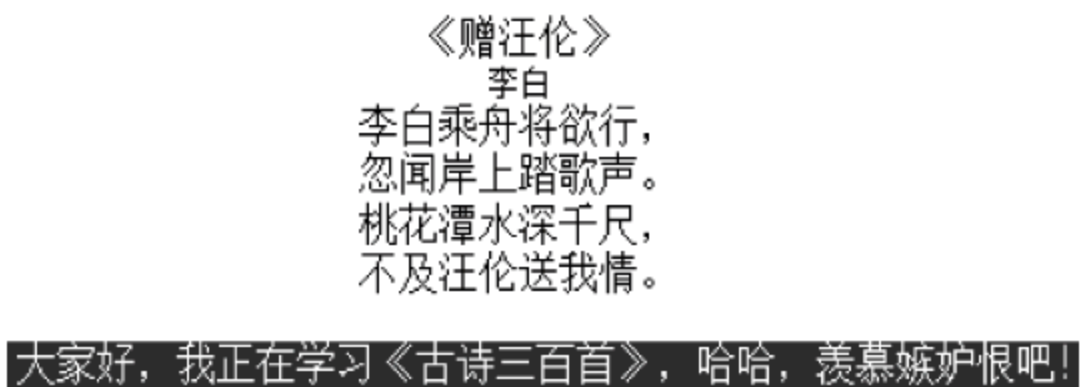 《赠汪伦》
李白
李白乘舟将欲行，
忽闻岸上踏歌声。
桃花潭水深千尺，
不及汪伦送我情。
大家好，我正在学习《古诗三百首》，哈哈，羡慕嫉妒恨吧！